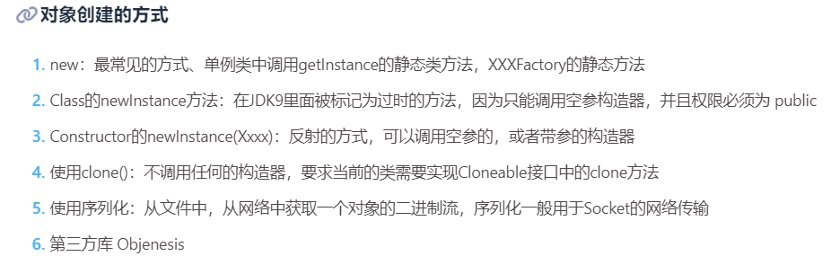 对象创建的方式
1. new：最常见的方式、单例类中调用getInstance的静态类方法，XXXFactory的静态方法
2. Class的newInstance方法：在JDK9里面被标记为过时的方法，因为只能调用空参构造器，并且权限必须为 public
3. Constructor的newInstance(Xxxx)：反射的方式，可以调用空参的，或者带参的构造器
4. 使用clone()：不调用任何的构造器，要求当前的类需要实现Cloneable接口中的clone方法
5. 使用序列化：从文件中，从网络中获取一个对象的二进制流，序列化一般用于Socket的网络传输
6. 第三方库 Objenesis